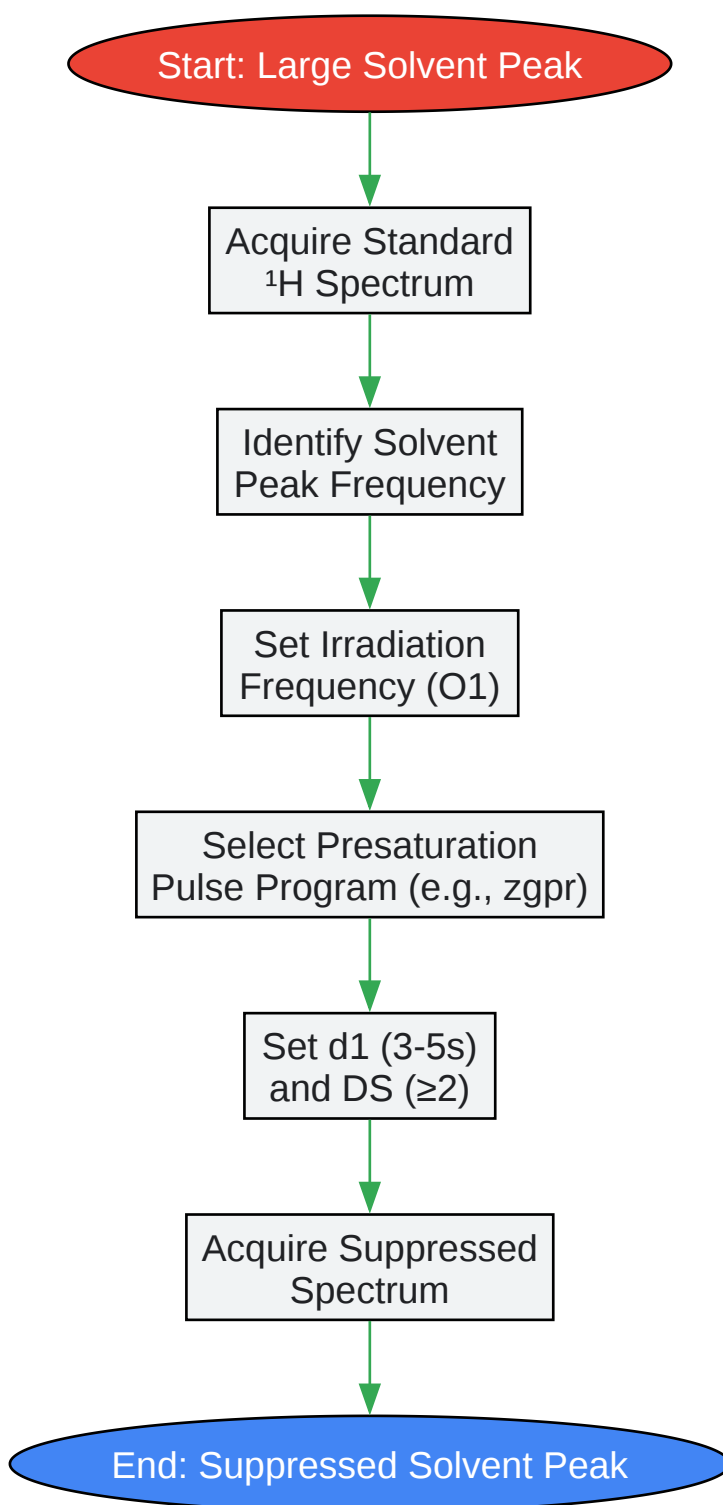 Start: Large Solvent Peak
Acquire Standard
¹H Spectrum
Identify Solvent
Peak Frequency
Set Irradiation
Frequency (O1)
Select Presaturation
Pulse Program (e.g., zgpr)
Set d1 (3-5s)
and DS (≥2)
Acquire Suppressed
Spectrum
End: Suppressed Solvent Peak